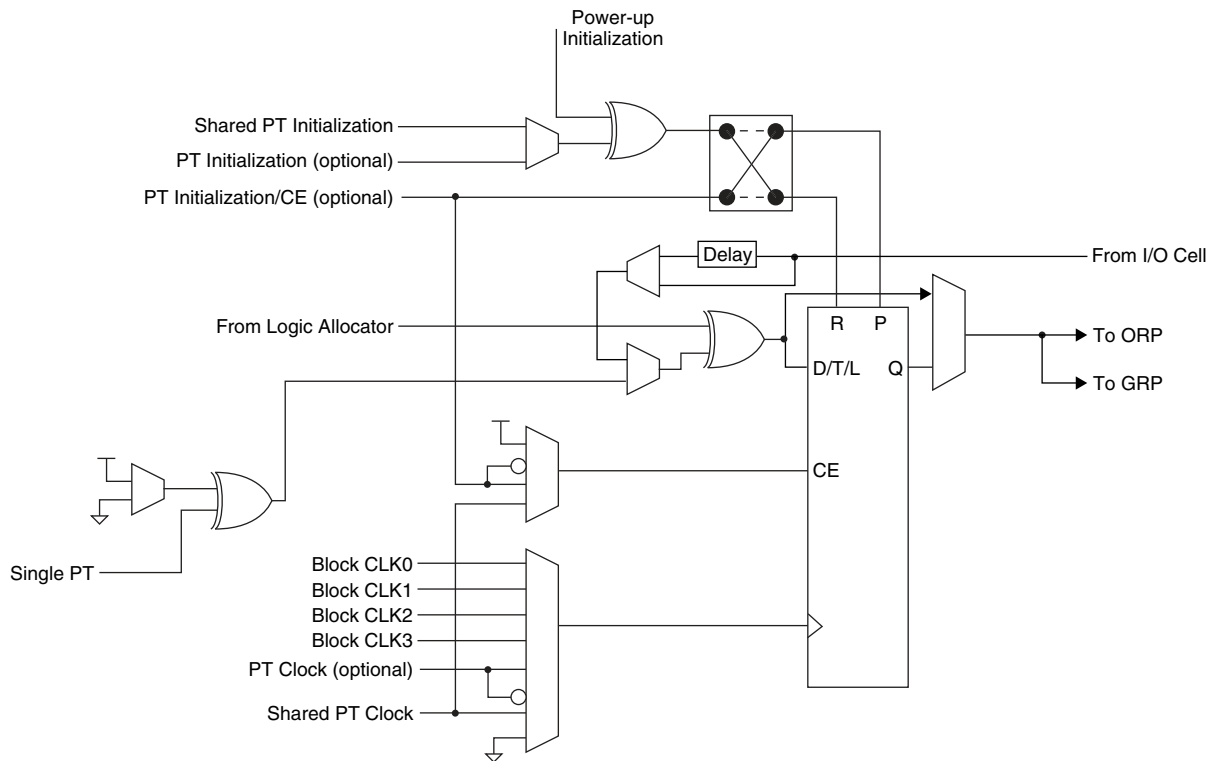 Power-up
Initialization
Shared PT Initialization
PT Initialization (optional)
PT Initialization/CE (optional)
Delay
From I/O Cell
From Logic Allocator
R
P
To ORP
D/T/L
Q
To GRP
CE
Single PT
Block CLK0
Block CLK1
Block CLK2
Block CLK3
PT Clock (optional)
Shared PT Clock